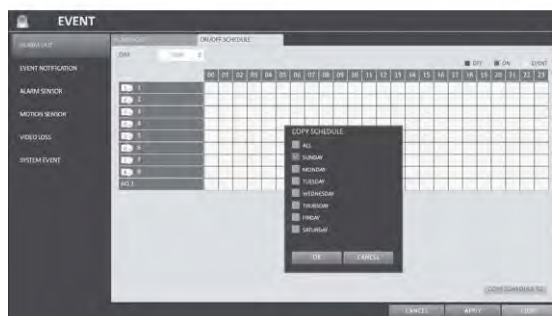 EVENT
ON/OFF SCHEDULE
EVENT NOTIFICATION
ALARM SENSOR
MOTION SENSOR
VIDEO LOSS
SYSTEM EVENT
OFF ON EVENT
00 01 02 03 04 05 06 07 08 09 10 11 12 13 14 15 16 17 18 19 20 21 22 23
1
2
3
4
5
6
7
8
COPY SCHEDULE
ALL
SUNDAY
MONDAY
TUESDAY
WEDNESDAY
THURSDAY
FRIDAY
SATURDAY
OK CANCEL
COPY SCHEDULE TO
CANCEL APPLY